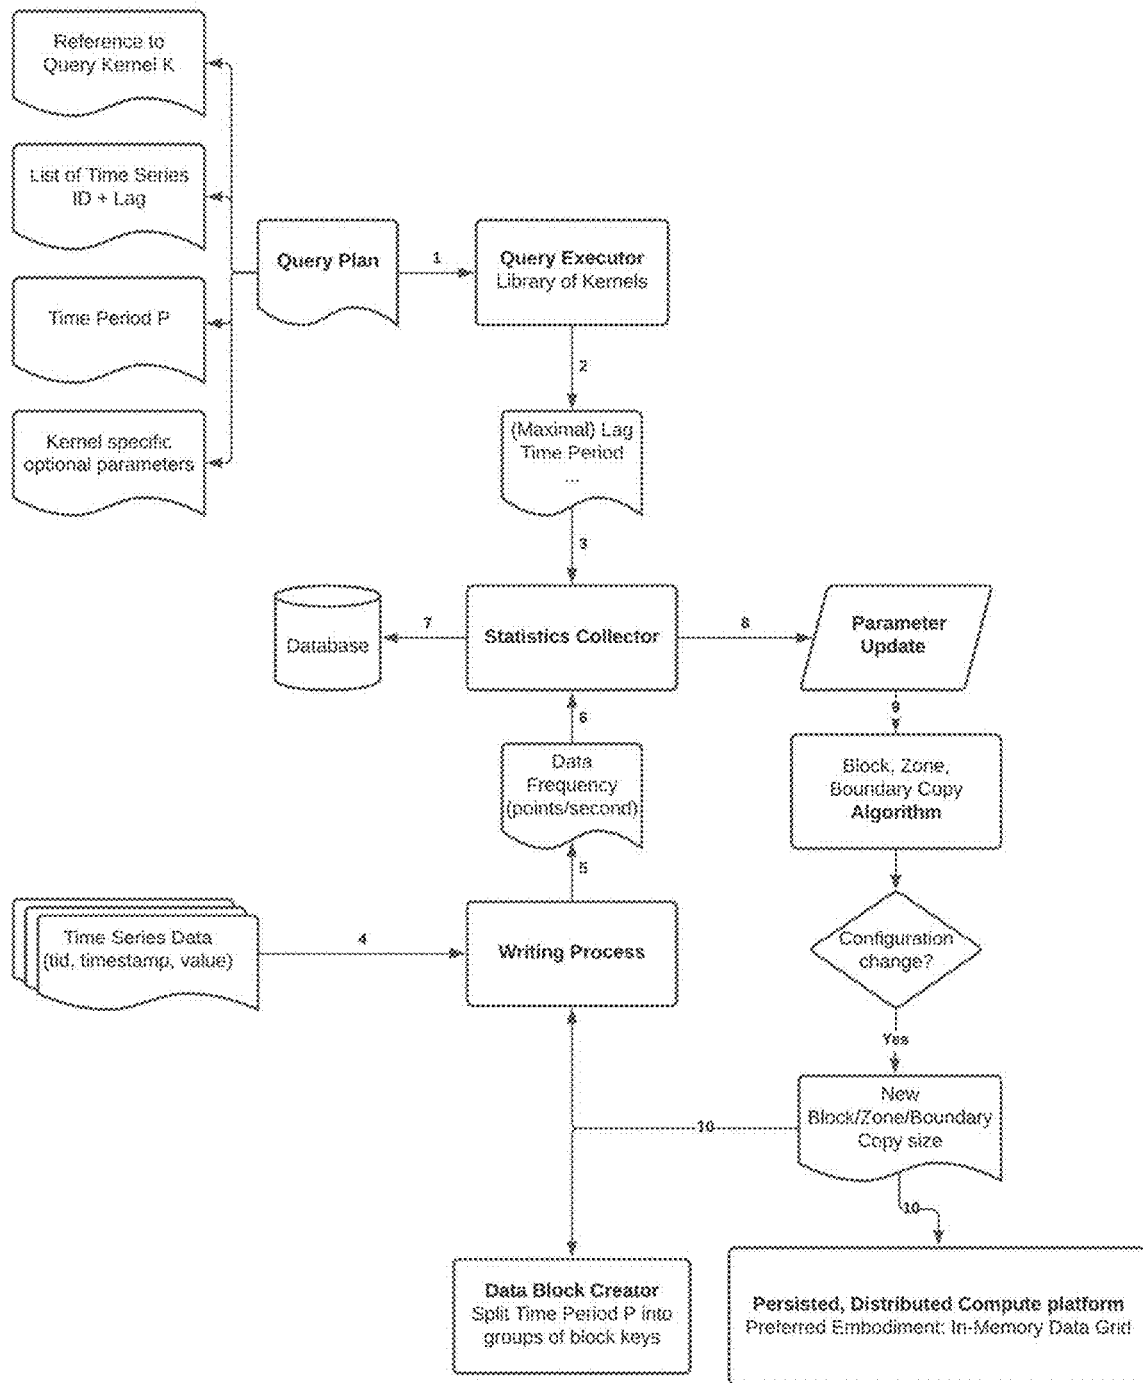 Reference to
Query Kernel K
List of Time Series
ID + Lag
Time Period P
Kernel specific
optional parameters
Query Plan
1
Query Executor
Library of Kernels
2
(Maximal) Lag
Time Period
...
3
Database
7
Statistics Collector
8
Parameter
Update
6
9
Data
Frequency
(points/second)
Block, Zone,
Boundary Copy
Algorithm
5
Time Series Data
(tid, timestamp, value)
4
Writing Process
Configuration
change?
Yes
New
Block/Zone/Boundary
Copy size
10
10
Data Block Creator
Split Time Period P into
groups of block keys
Persisted, Distributed Compute platform
Preferred Embodiment: In-Memory Data Grid